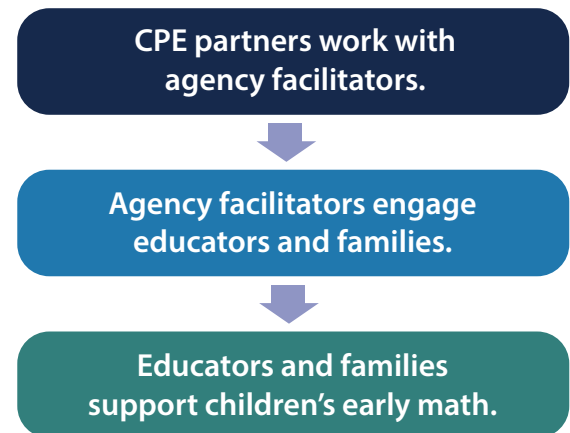 CPE partners work with
agency facilitators.
Agency facilitators engage
educators and families.
Educators and families
support children’s early math.